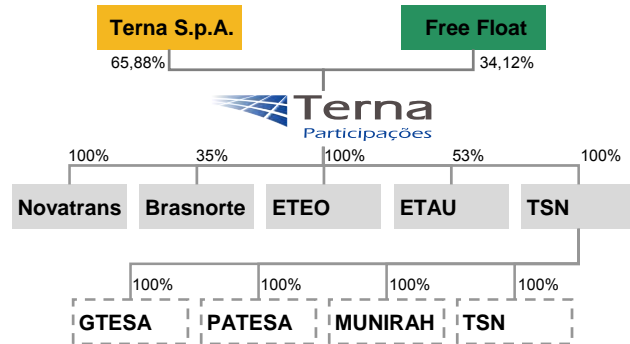 Terna S.p.A. Free Float
65,88% 34,12%
Terna
Participações
100% 35% 100% 53% 100%
Novatrans Brasnorte ETEO ETAU TSN
100% 100% 100% 100%
GTESA PATESA MUNIRAH TSN